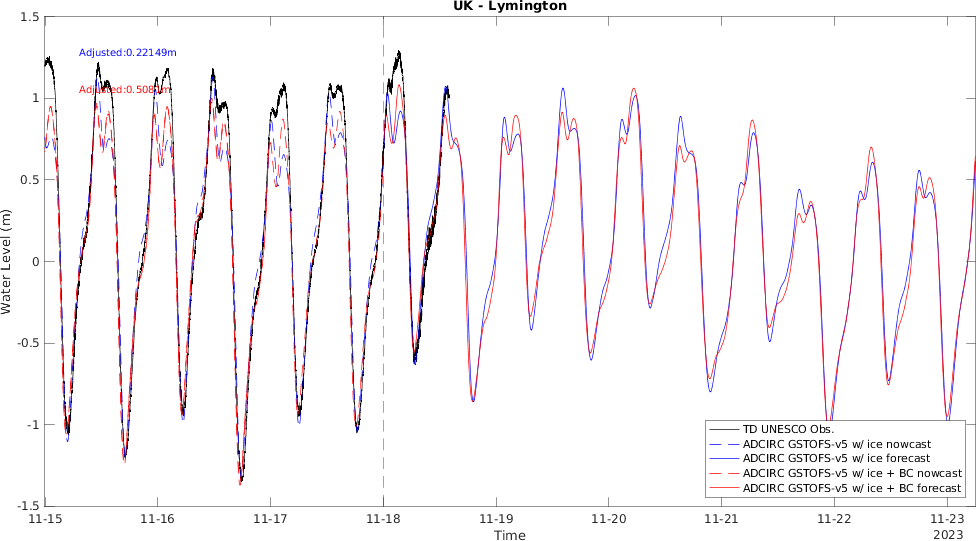 UK - Lymington
1.5
Adjusted:0.22149m
Adjusted:0.508
1
0.5
0
-0.5
-1
-1.5
Water Level (m)
TD UNESCO Obs.
ADCIRC GSTOFS-v5 w/ ice nowcast
ADCIRC GSTOFS-v5 w/ ice forecast
ADCIRC GSTOFS-v5 w/ ice + BC nowcast
ADCIRC GSTOFS-v5 w/ ice + BC forecast
11-15 11-16 11-17 11-18 11-19 11-20 11-21 11-22 11-23
Time 2023